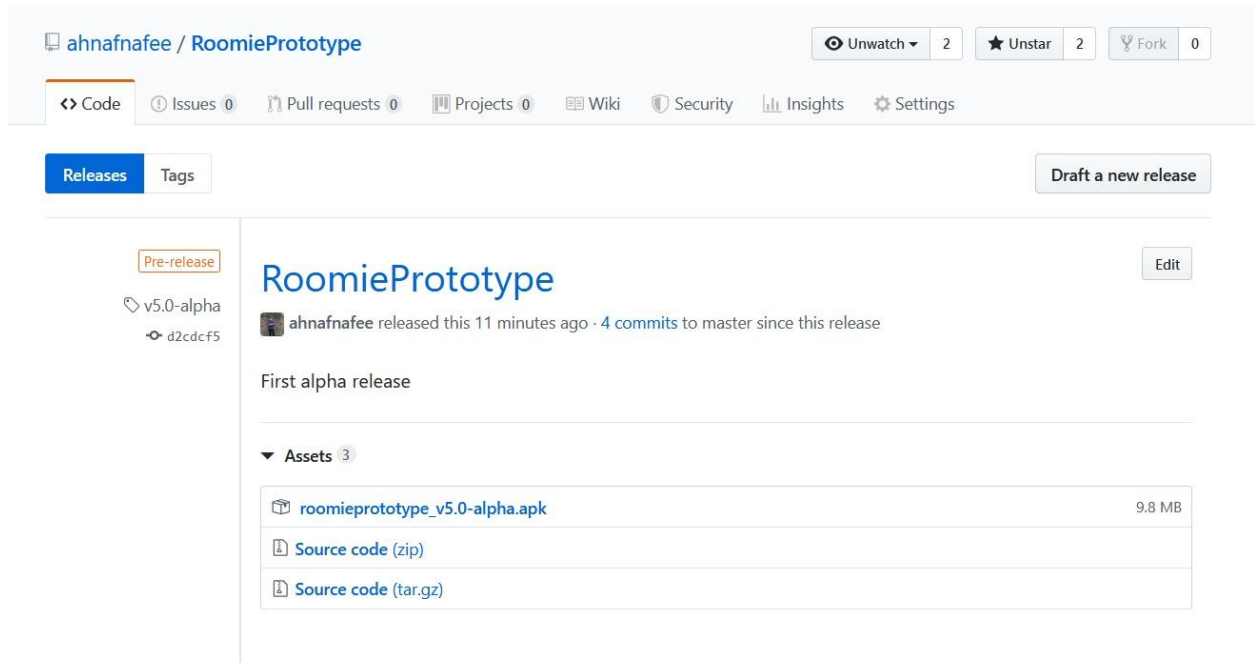 ahnafnafee / RoomiePrototype
Unwatch 2 Unstar 2 Fork 0
Code Issues 0 Pull requests 0 Projects 0 Wiki Security Insights Settings
Releases Tags Draft a new release
Pre-release
v5.0-alpha
d2cdcf5
RoomiePrototype Edit
ahnafnafee released this 11 minutes ago · 4 commits to master since this release
First alpha release
Assets 3
roomieprototype_v5.0-alpha.apk 9.8 MB
Source code (zip)
Source code (tar.gz)